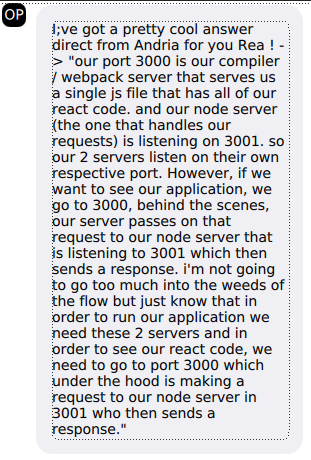 OP
I;ve got a pretty cool answer
direct from Andria for you Rea ! -
> "our port 3000 is our compiler
/ webpack server that serves us
a single js file that has all of our
react code. and our node server
(the one that handles our
requests) is listening on 3001. so
our 2 servers listen on their own
respective port. However, if we
want to see our application, we
go to 3000, behind the scenes,
our server passes on that
request to our node server that
is listening to 3001 which then
sends a response. i'm not going
to go too much into the weeds of
the flow but just know that in
order to run our application we
need these 2 servers and in
order to see our react code, we
need to go to port 3000 which
under the hood is making a
request to our node server in
3001 who then sends a
response."